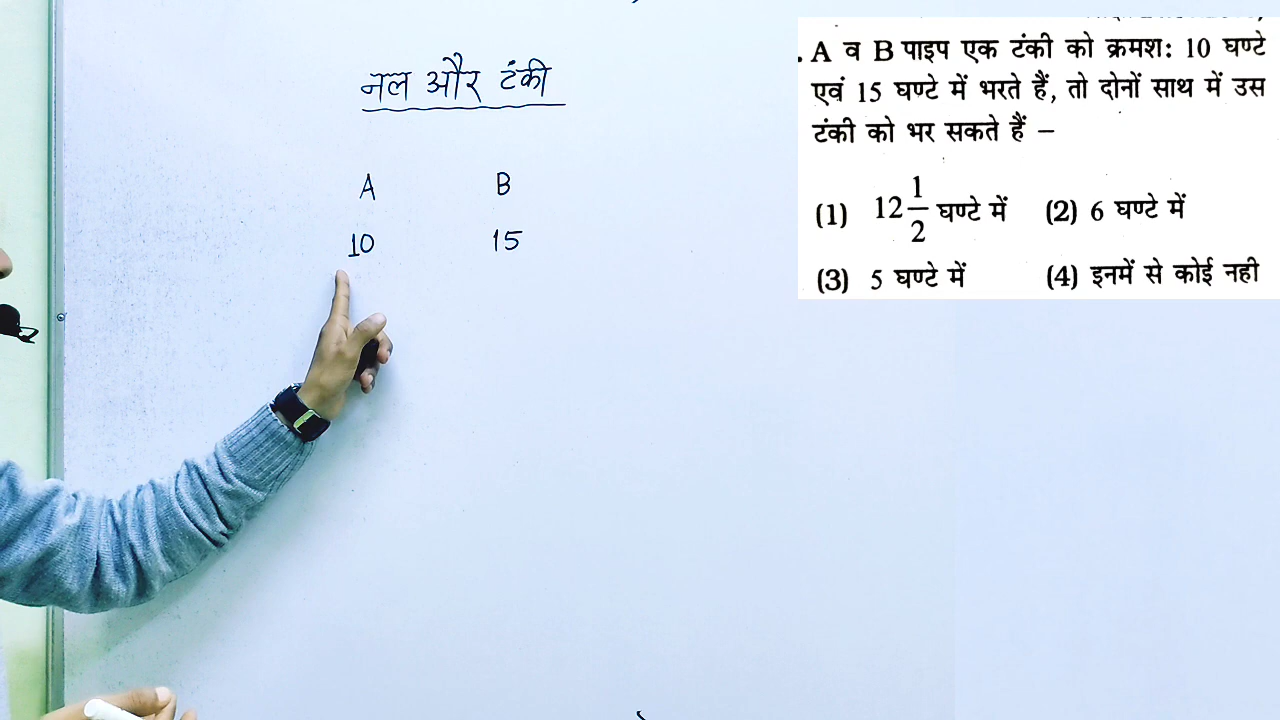 नल और टंकी
A B
10 15
A व B पाइप एक टंकी को क्रमश: 10 घण्टे
एवं 15 घण्टे में भरते हैं, तो दोनों साथ में उस
टंकी को भर सकते हैं –
(1) 12 1/2 घण्टे में (2) 6 घण्टे में
(3) 5 घण्टे में (4) इनमें से कोई नही